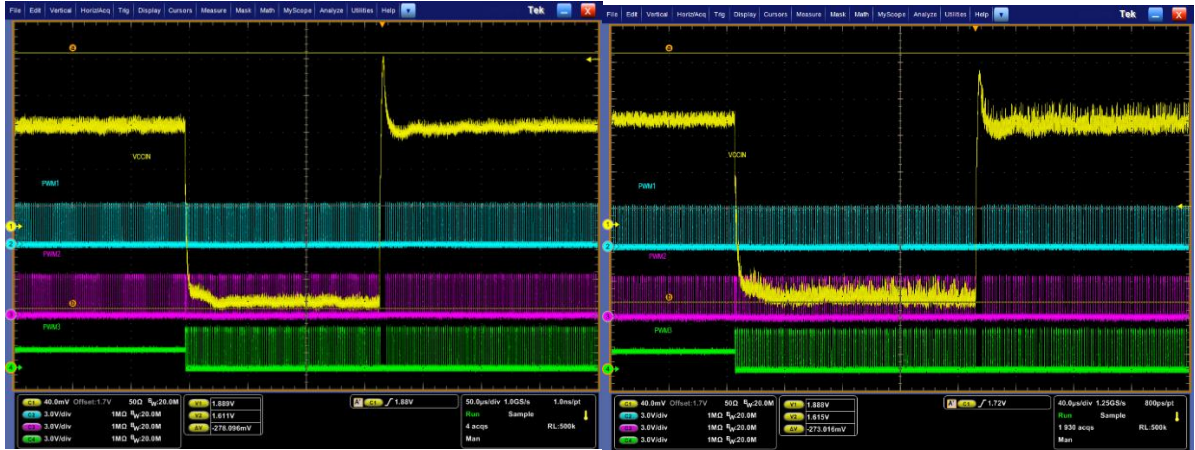 File Edit Vertical Horiz/Acq Trig Display Cursors Measure Mask Math MyScope Analyze Utilities Help Tek X
a
VCCIN
PWM1
1
2
PWM2
b
3
PWM3
4
C1 40.0mV Offset:1.7V 50Ω BW:20.0M
C2 3.0V/div 1MΩ BW:20.0M
C3 3.0V/div 1MΩ BW:20.0M
C4 3.0V/div 1MΩ BW:20.0M
V1 1.889V
V2 1.611V
ΔV -278.096mV
A' C1 1.88V
50.0µs/div 1.0GS/s 1.0ns/pt
Run Sample
4 acqs RL:500k
Man
File Edit Vertical Horiz/Acq Trig Display Cursors Measure Mask Math MyScope Analyze Utilities Help Tek X
a
VCCIN
PWM1
1
2
PWM2
b
3
PWM3
4
C1 40.0mV Offset:1.7V 50Ω BW:20.0M
C2 3.0V/div 1MΩ BW:20.0M
C3 3.0V/div 1MΩ BW:20.0M
C4 3.0V/div 1MΩ BW:20.0M
V1 1.888V
V2 1.615V
ΔV -273.016mV
A' C1 1.72V
40.0µs/div 1.25GS/s 800ps/pt
Run Sample
1 930 acqs RL:500k
Man